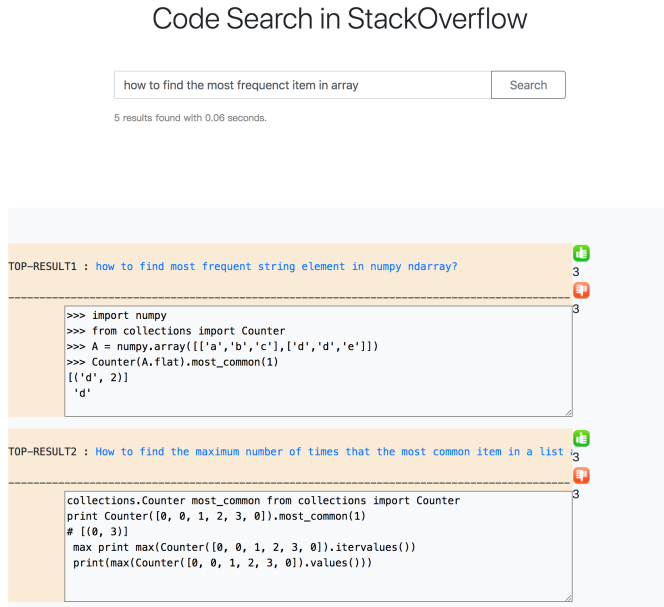 Code Search in StackOverflow
how to find the most frequenct item in array
Search
5 results found with 0.06 seconds.
TOP-RESULT1 : how to find most frequent string element in numpy ndarray?
3
3
>>> import numpy
>>> from collections import Counter
>>> A = numpy.array([['a','b','c'],['d','d','e']])
>>> Counter(A.flat).most_common(1)
[('d', 2)]
'd'
TOP-RESULT2 : How to find the maximum number of times that the most common item in a list
3
3
collections.Counter most_common from collections import Counter
print Counter([0, 0, 1, 2, 3, 0]).most_common(1)
# [(0, 3)]
max print max(Counter([0, 0, 1, 2, 3, 0]).itervalues())
print(max(Counter([0, 0, 1, 2, 3, 0]).values()))